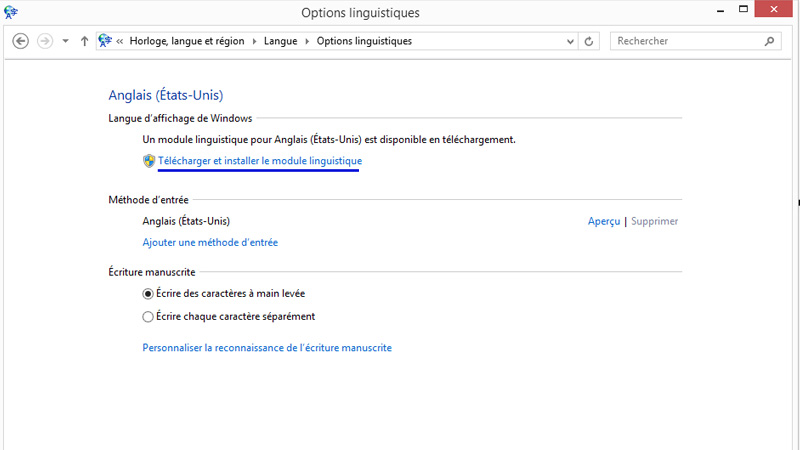 Options linguistiques
« Horloge, langue et région Langue Options linguistiques Rechercher
Anglais (États-Unis)
Langue d'affichage de Windows
Un module linguistique pour Anglais (États-Unis) est disponible en téléchargement.
Télécharger et installer le module linguistique
Méthode d'entrée
Anglais (États-Unis) Aperçu | Supprimer
Ajouter une méthode d'entrée
Écriture manuscrite
Écrire des caractères à main levée
Écrire chaque caractère séparément
Personnaliser la reconnaissance de l'écriture manuscrite